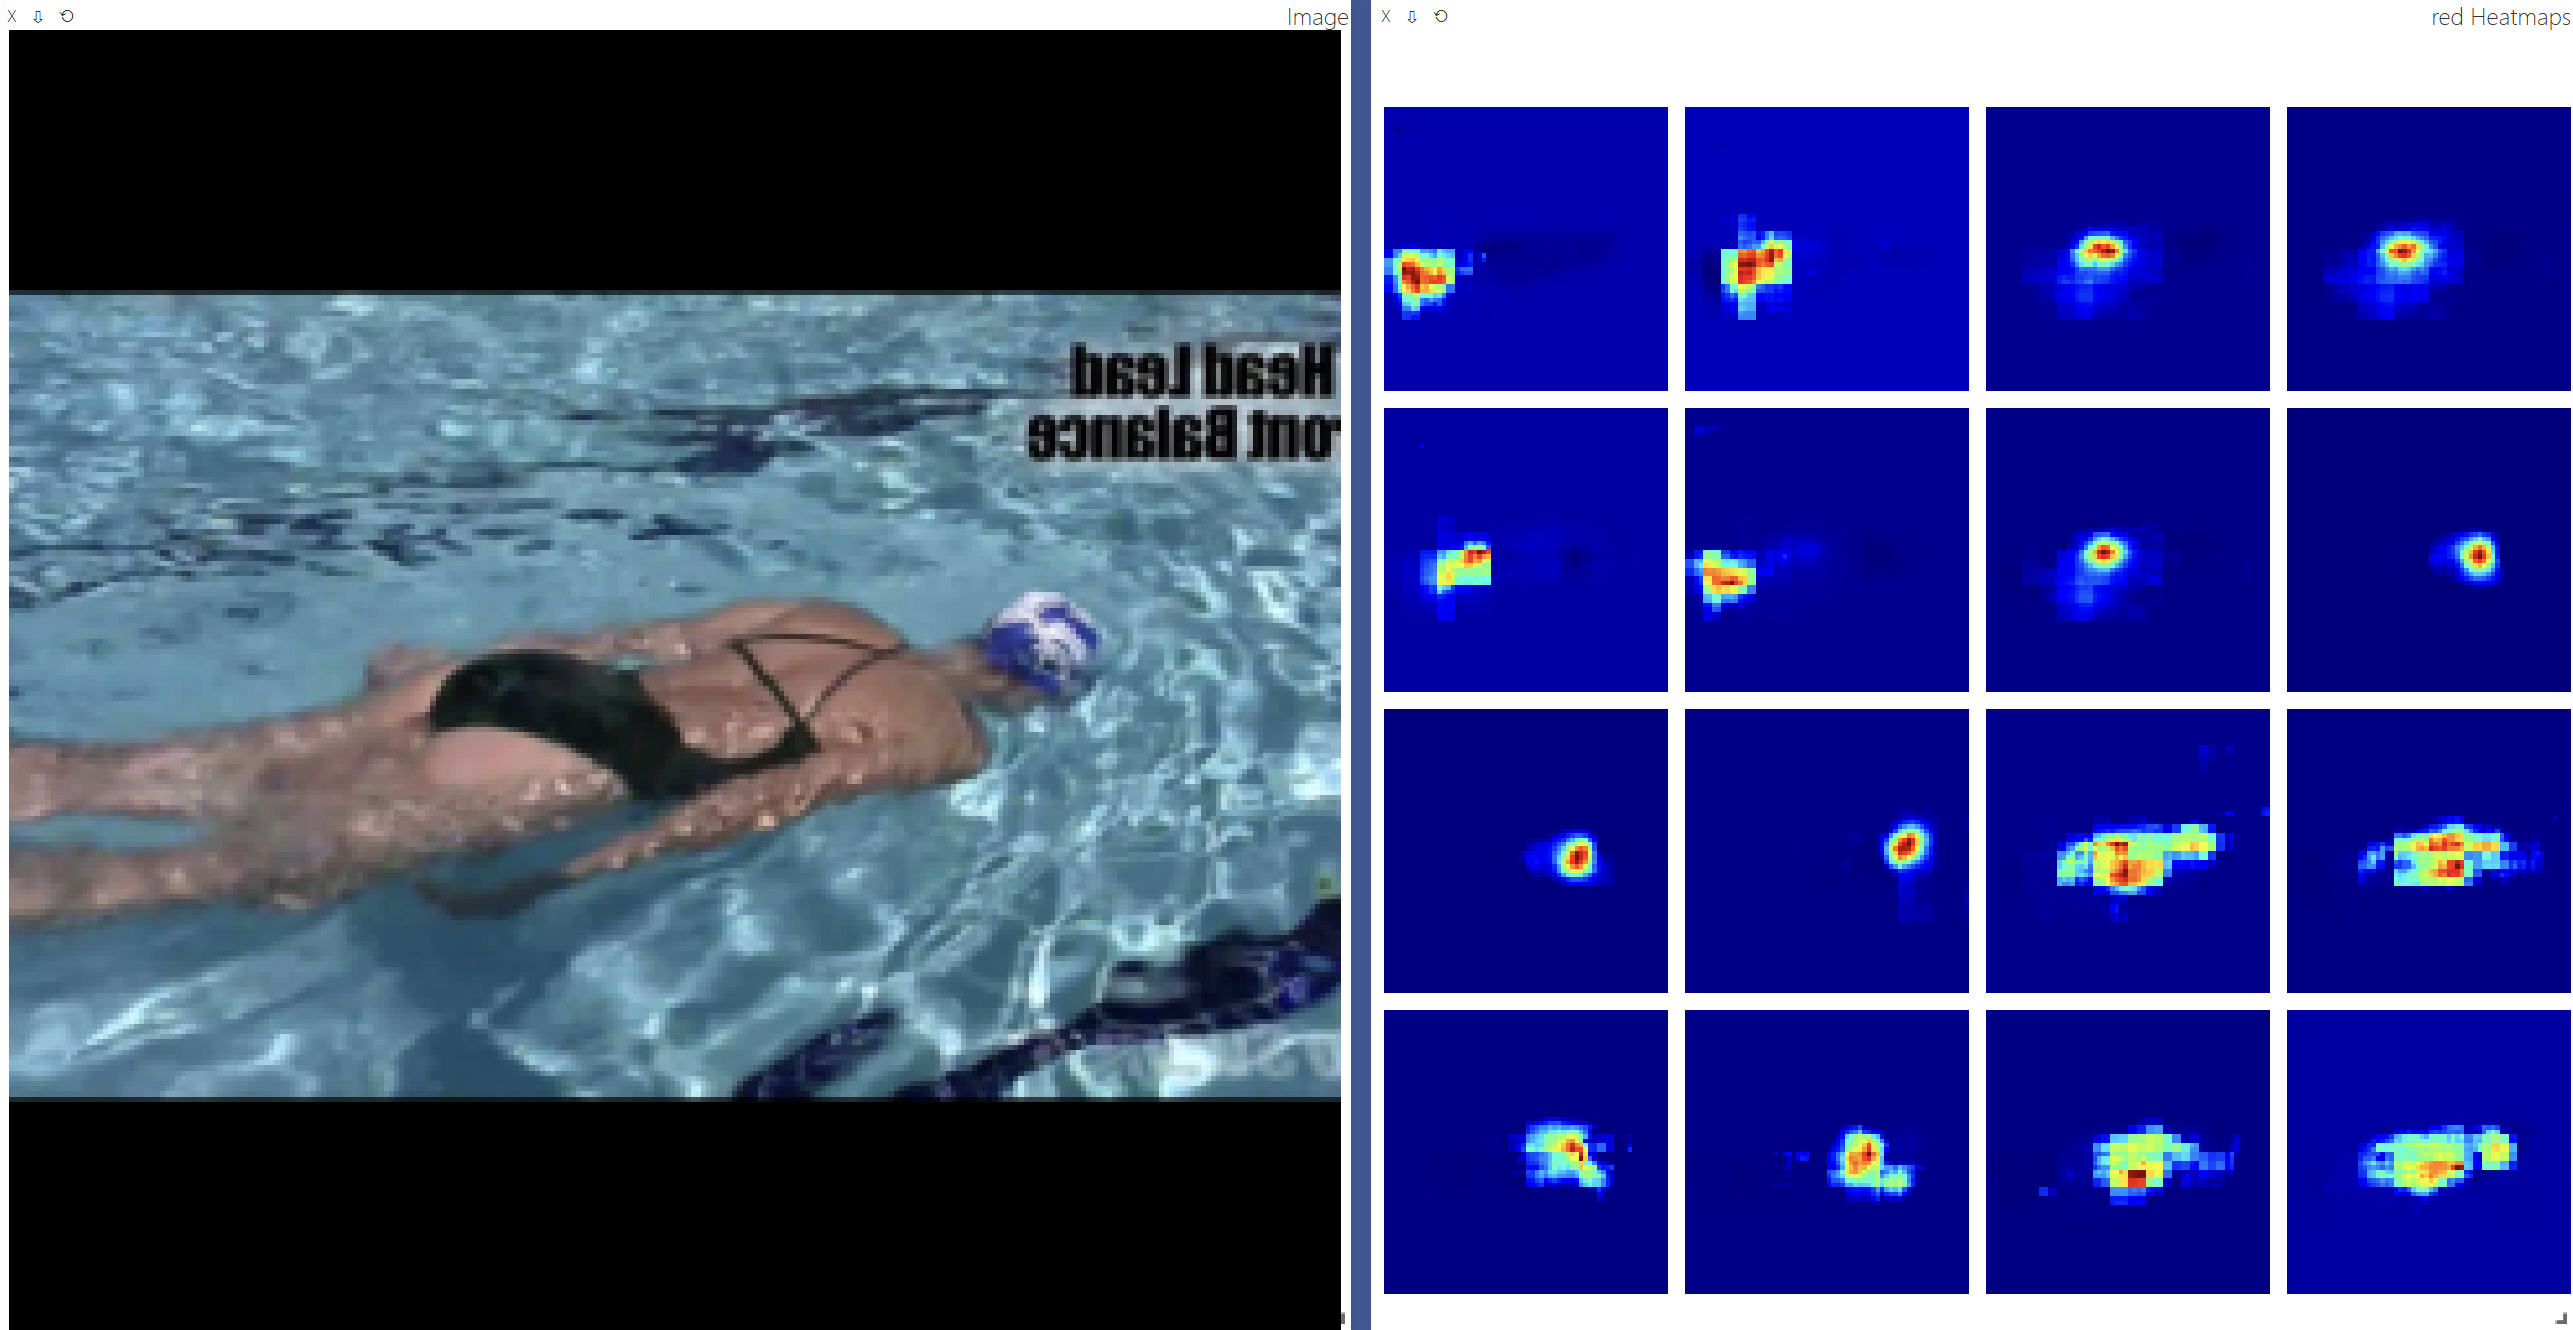 X ⇩ ⟲ Image
X ⇩ ⟲ red Heatmaps
Head Lead
ront Balance